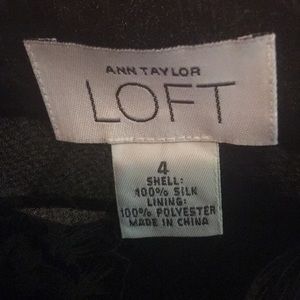 ANN TAYLOR
LOFT
4
SHELL:
100% SILK
LINING:
100% POLYESTER
MADE IN CHINA